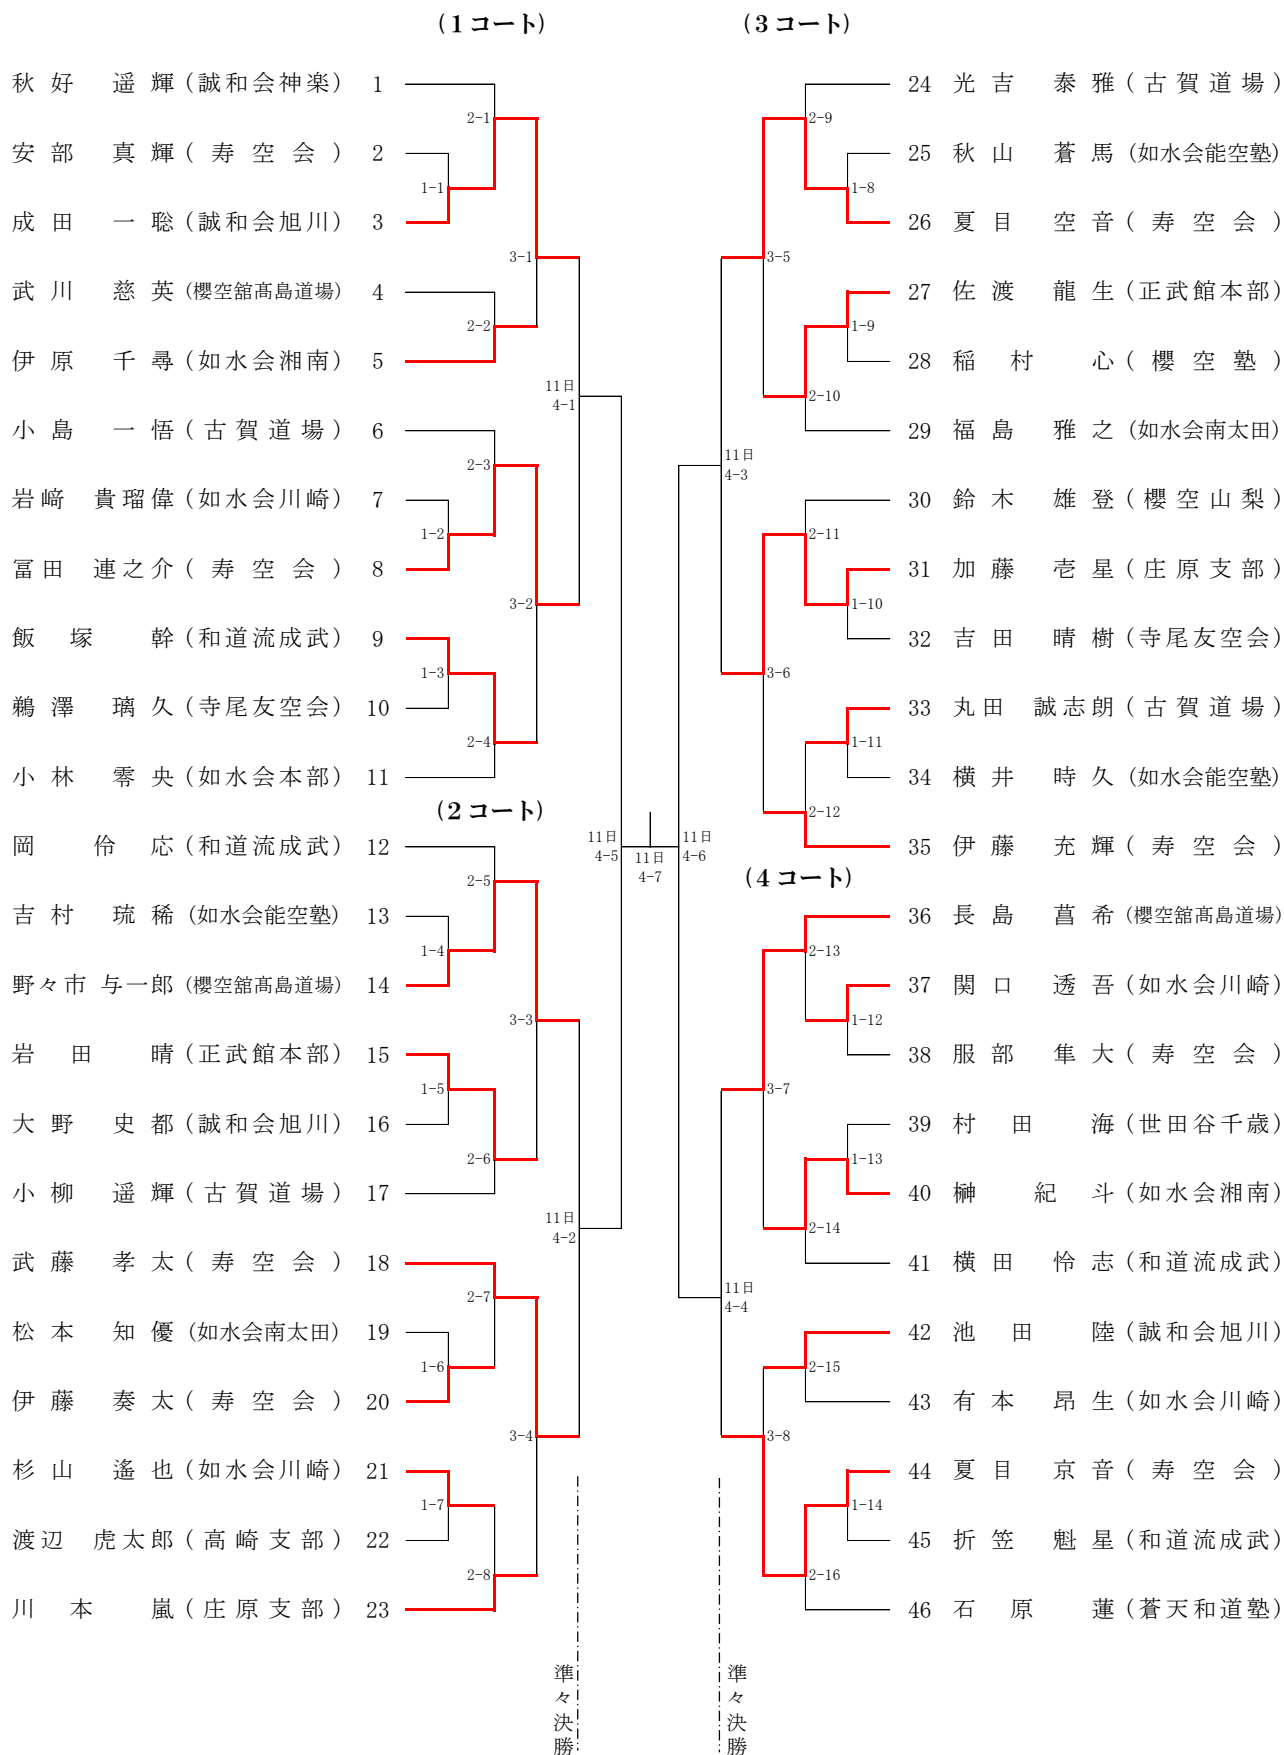 (1コート)
秋好 遥輝 (誠和会神楽) 1
2-1
安部 真輝 (寿空会) 2
1-1
成田 一聡 (誠和会旭川) 3
3-1
武川 慈英 (櫻空舘髙島道場) 4
2-2
伊原 千尋 (如水会湘南) 5
11日
4-1
小島 一悟 (古賀道場) 6
2-3
岩﨑 貴瑠偉 (如水会川崎) 7
1-2
冨田 連之介 (寿空会) 8
3-2
飯塚 幹 (和道流成武) 9
1-3
鵜澤 璃久 (寺尾友空会) 10
2-4
小林 零央 (如水会本部) 11
(2コート)
岡 伶応 (和道流成武) 12
2-5
吉村 琉稀 (如水会能空塾) 13
1-4
野々市 与一郎 (櫻空舘髙島道場) 14
3-3
岩田 晴 (正武館本部) 15
1-5
大野 史都 (誠和会旭川) 16
2-6
小柳 遥輝 (古賀道場) 17
11日
4-2
武藤 孝太 (寿空会) 18
2-7
松本 知優 (如水会南太田) 19
1-6
伊藤 奏太 (寿空会) 20
3-4
杉山 遙也 (如水会川崎) 21
1-7
渡辺 虎太郎 (高崎支部) 22
2-8
川本 嵐 (庄原支部) 23
準々決勝
11日
4-5
11日
4-7
11日
4-6
(3コート)
24 光吉 泰雅 (古賀道場)
2-9
25 秋山 蒼馬 (如水会能空塾)
1-8
26 夏目 空音 (寿空会)
3-5
27 佐渡 龍生 (正武館本部)
1-9
28 稲村 心 (櫻空塾)
2-10
29 福島 雅之 (如水会南太田)
11日
4-3
30 鈴木 雄登 (櫻空山梨)
2-11
31 加藤 壱星 (庄原支部)
1-10
32 吉田 晴樹 (寺尾友空会)
3-6
33 丸田 誠志朗 (古賀道場)
1-11
34 横井 時久 (如水会能空塾)
2-12
35 伊藤 充輝 (寿空会)
(4コート)
36 長島 菖希 (櫻空舘髙島道場)
2-13
37 関口 透吾 (如水会川崎)
1-12
38 服部 隼大 (寿空会)
3-7
39 村田 海 (世田谷千歳)
1-13
40 榊 紀斗 (如水会湘南)
2-14
41 横田 怜志 (和道流成武)
11日
4-4
42 池田 陸 (誠和会旭川)
2-15
43 有本 昂生 (如水会川崎)
3-8
44 夏目 京音 (寿空会)
1-14
45 折笠 魁星 (和道流成武)
2-16
46 石原 蓮 (蒼天和道塾)
準々決勝